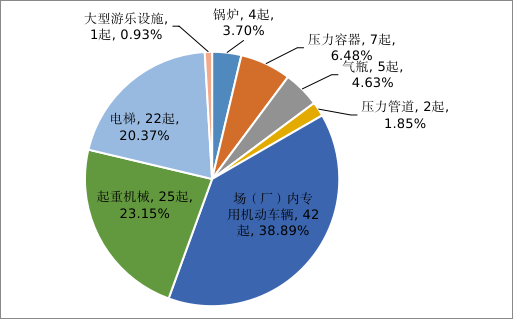 大型游乐设施,
1起, 0.93%
锅炉, 4起,
3.70%
压力容器, 7起,
6.48%
气瓶, 5起,
4.63%
压力管道, 2起,
1.85%
场（厂）内专
用机动车辆, 42
起, 38.89%
起重机械, 25起,
23.15%
电梯, 22起,
20.37%